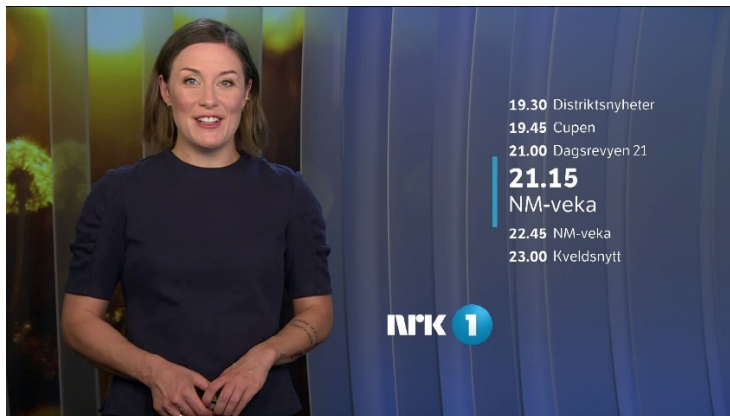 19.30 Distriktsnyheter
19.45 Cupen
21.00 Dagsrevyen 21
21.15
NM-veka
22.45 NM-veka
23.00 Kveldsnytt
nrk 1